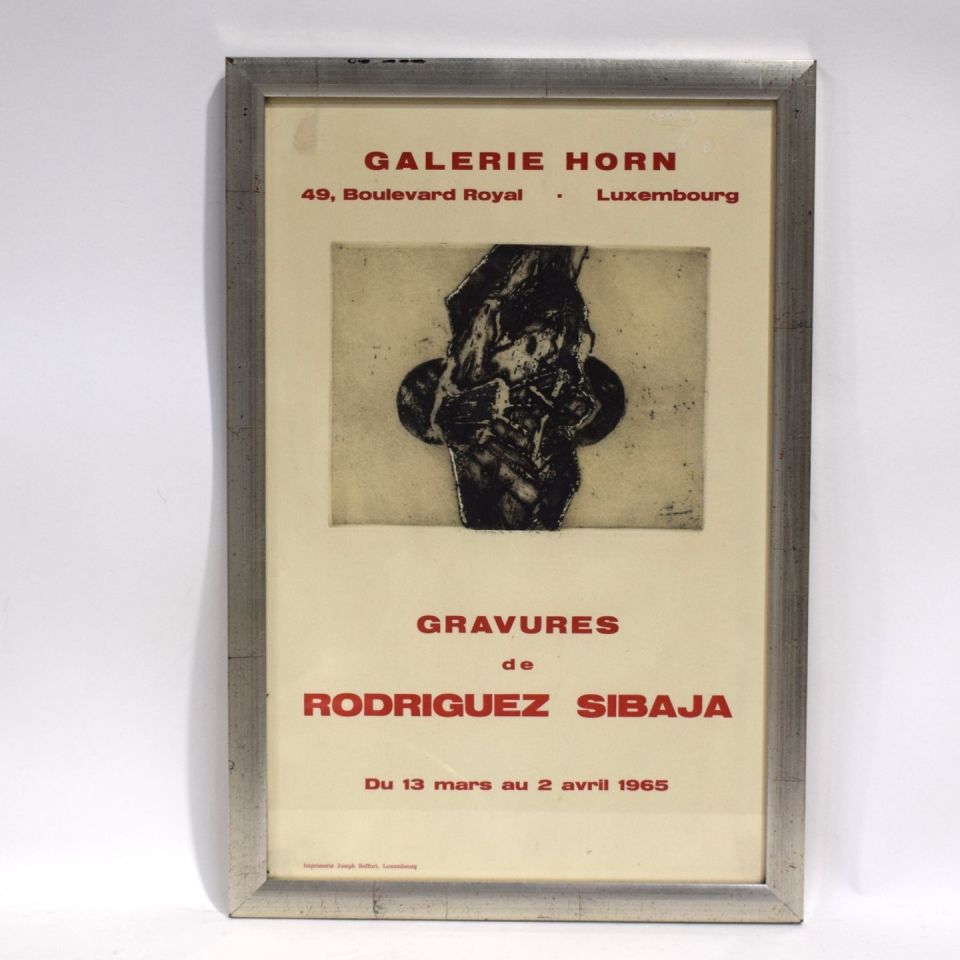 GALERIE HORN
49, Boulevard Royal · Luxembourg
GRAVURES
de
RODRIGUEZ SIBAJA
Du 13 mars au 2 avril 1965
Imprimerie Joseph Beffort, Luxembourg